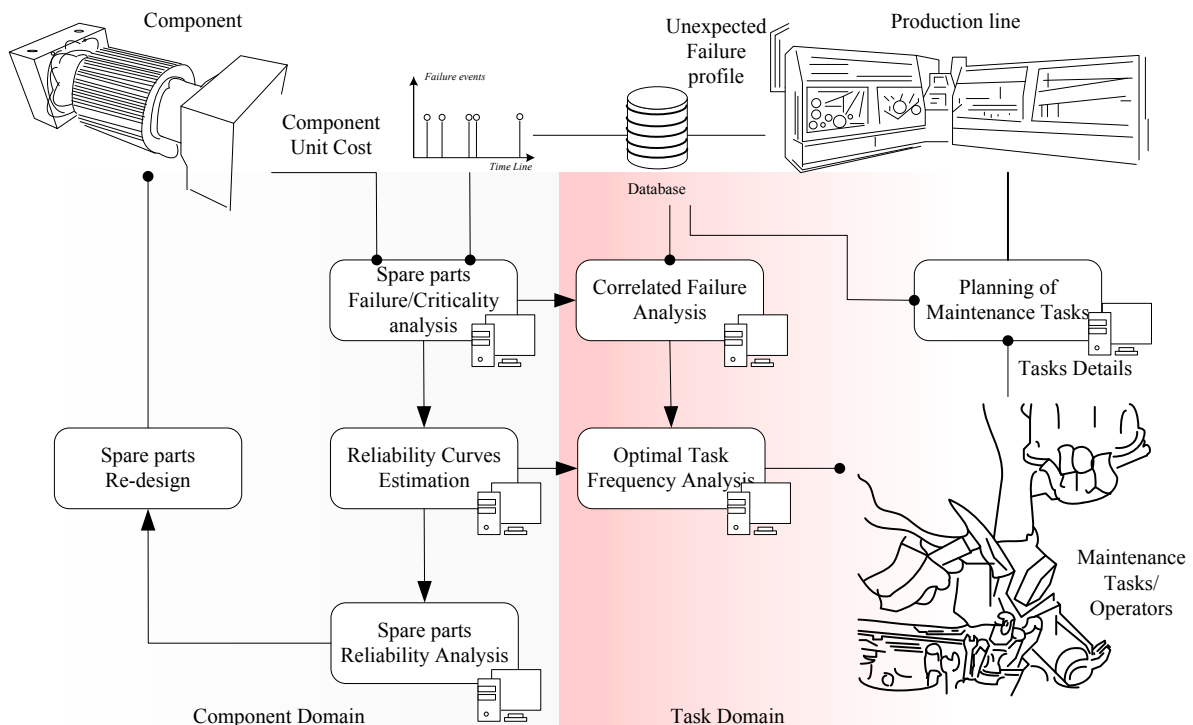 Component
Unexpected
Failure
profile
Production line
Failure events
Component
Unit Cost
Time Line
Database
Spare parts
Failure/Criticality
analysis
Correlated Failure
Analysis
Planning of
Maintenance Tasks
Tasks Details
Spare parts
Re-design
Reliability Curves
Estimation
Optimal Task
Frequency Analysis
Maintenance
Tasks/
Operators
Spare parts
Reliability Analysis
Component Domain
Task Domain